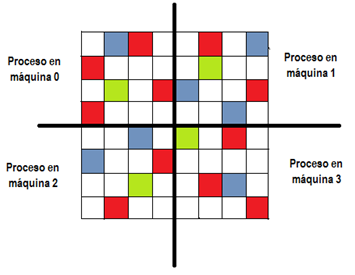 Proceso en
máquina 0
Proceso en
máquina 1
Proceso en
máquina 2
Proceso en
máquina 3